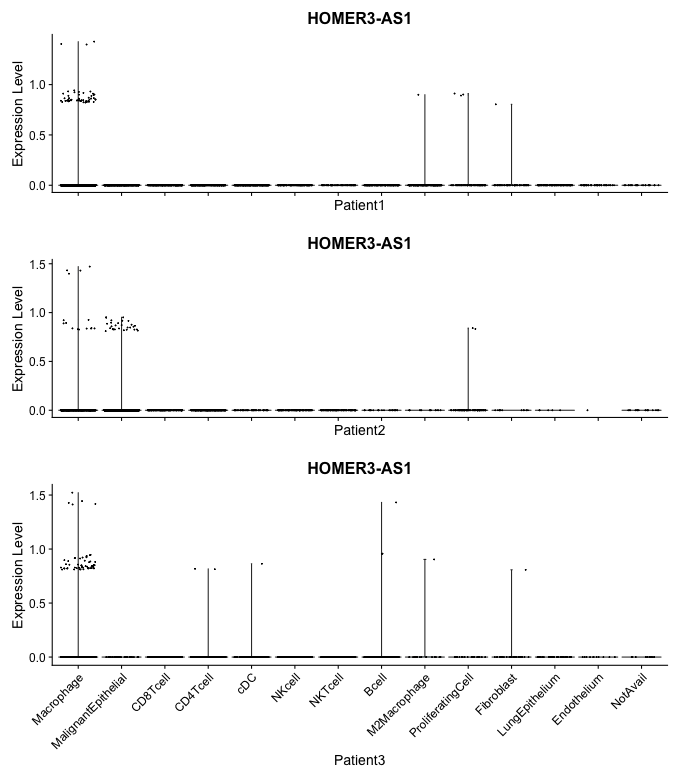 HOMER3-AS1
Expression Level
1.0
0.5
0.0
Patient1
HOMER3-AS1
Expression Level
1.5
1.0
0.5
0.0
Patient2
HOMER3-AS1
Expression Level
1.5
1.0
0.5
0.0
Macrophage
MalignantEpithelial
CD8Tcell
CD4Tcell
cDC
NKcell
NKTcell
Bcell
M2Macrophage
ProliferatingCell
Fibroblast
LungEpithelium
Endothelium
NotAvail
Patient3